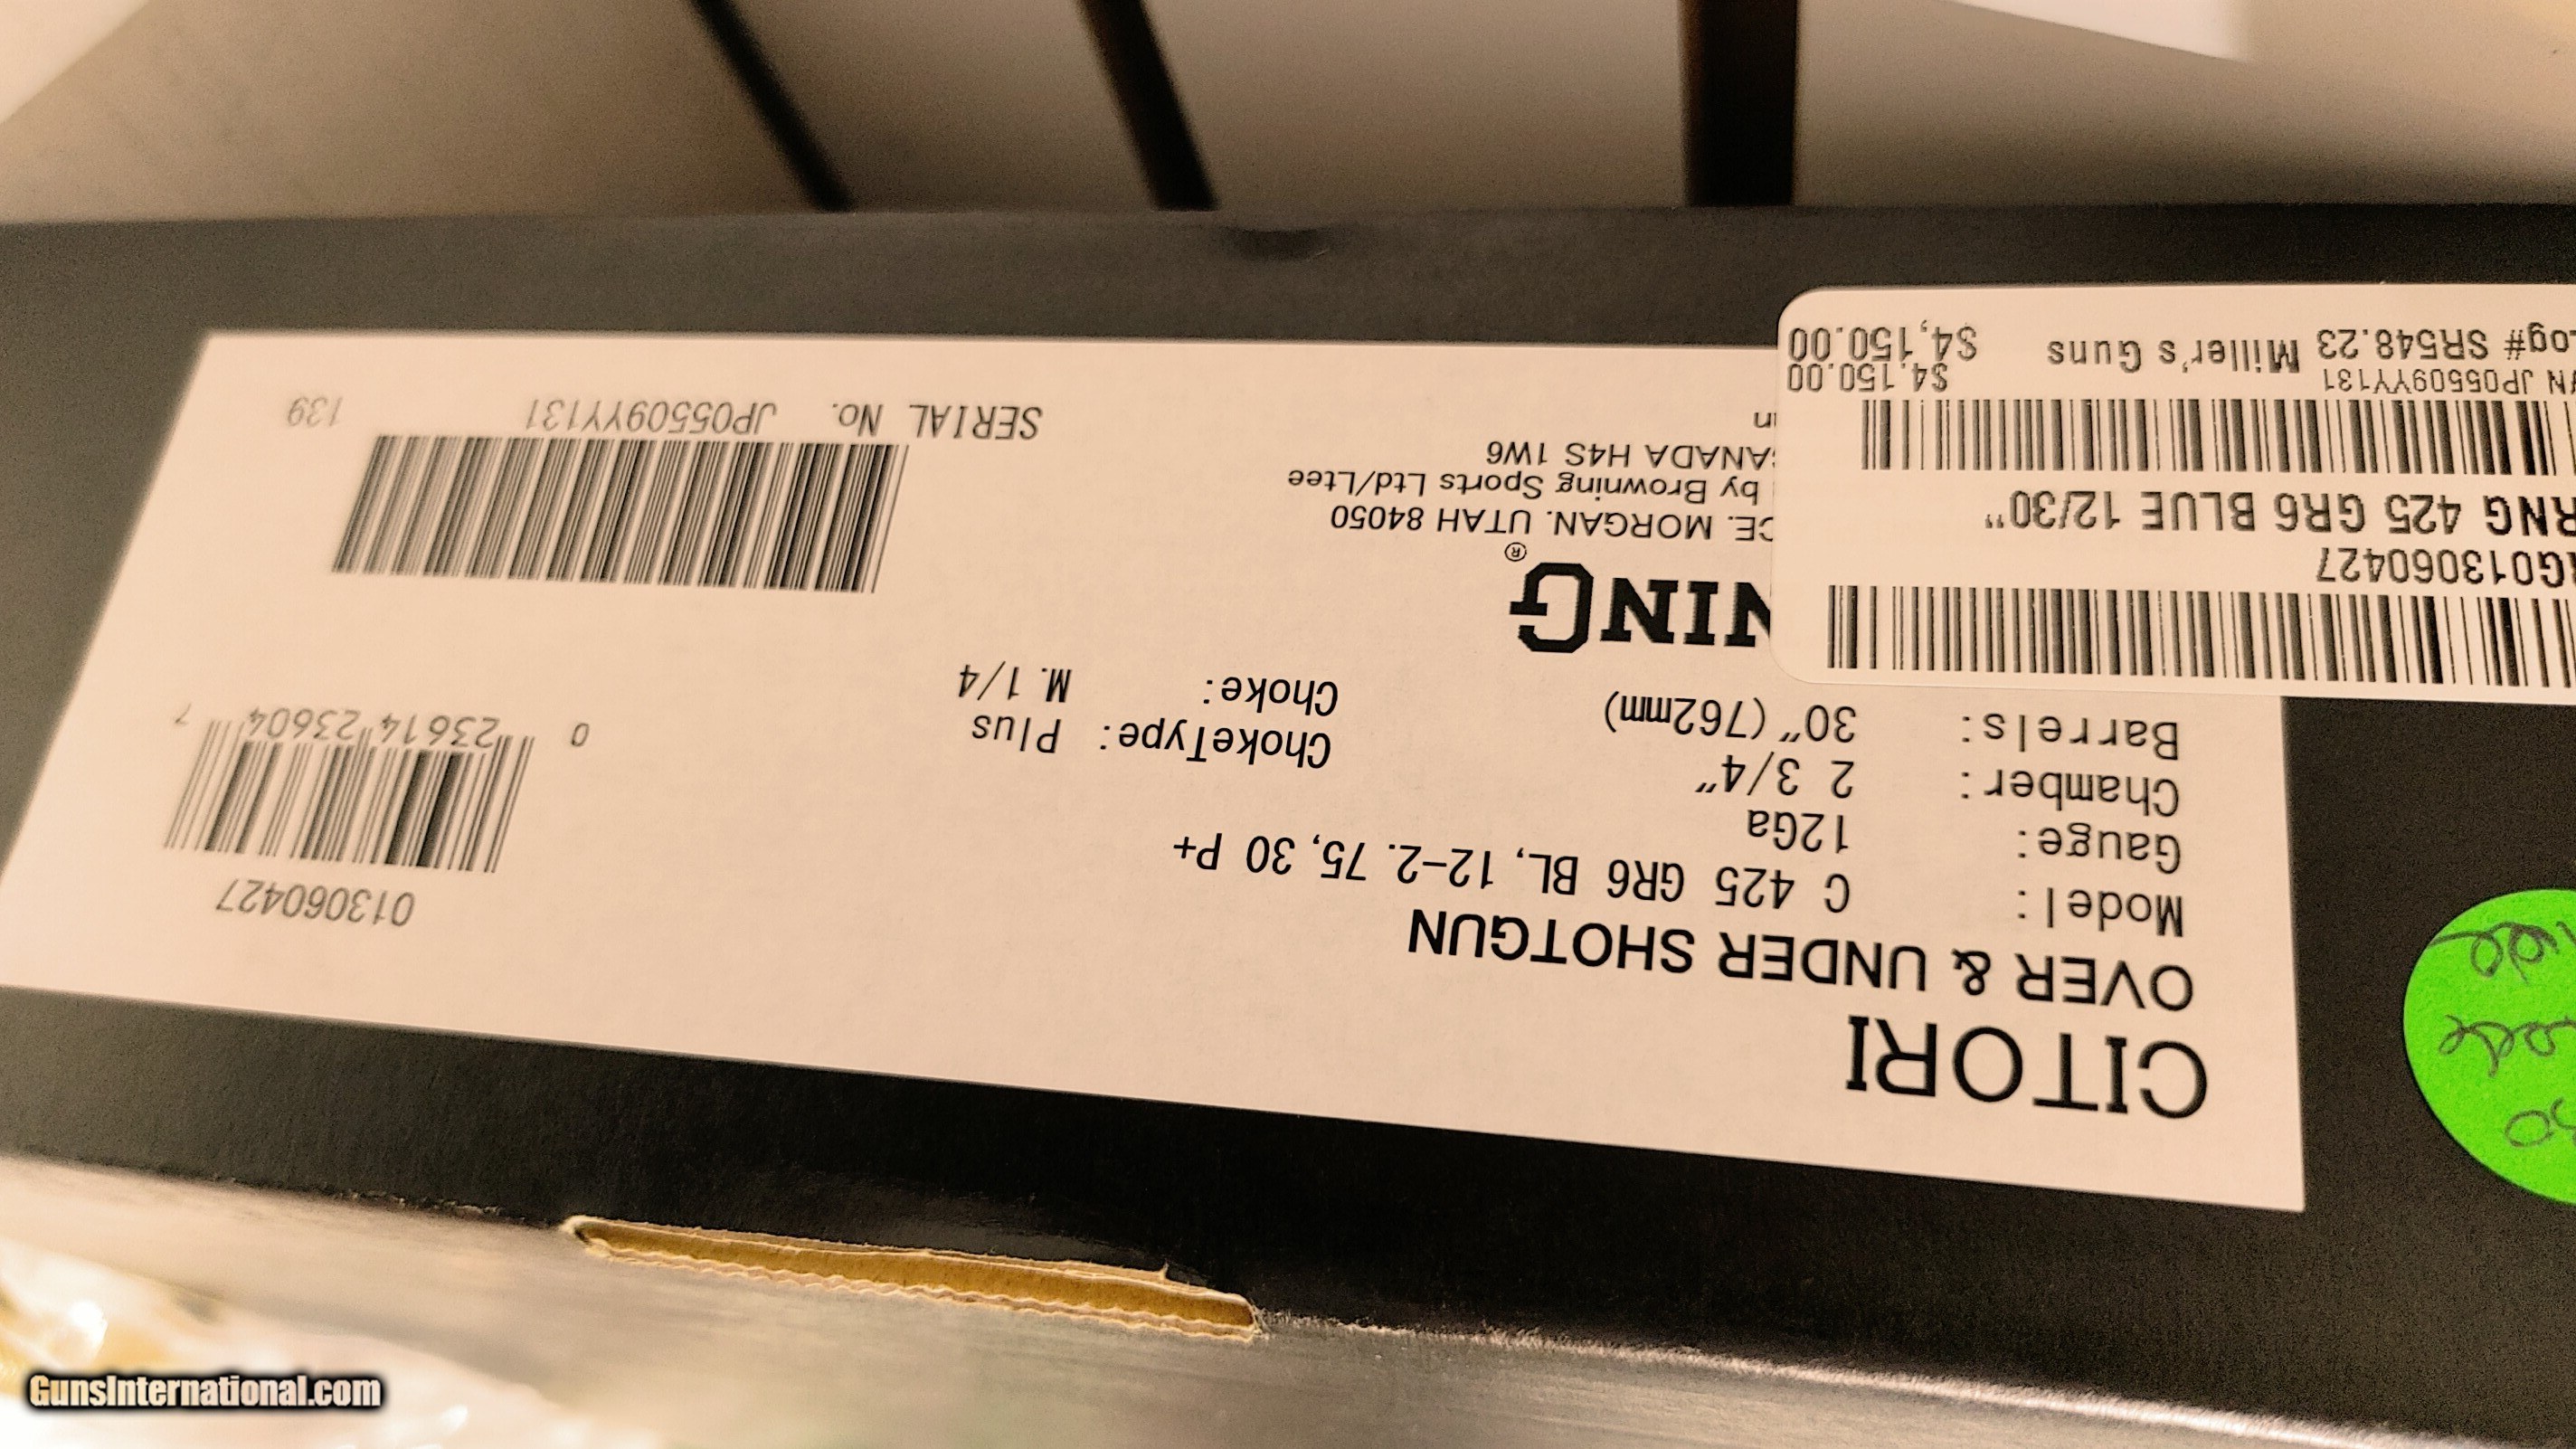 CITORI
OVER & UNDER SHOTGUN
Model: C 425 GR6 BL, 12-2.75, 30 P+
Gauge: 12Ga
Chamber: 2 3/4"
Barrels: 30"(762mm)
ChokeType: Plus
Choke: M. 1/4
013060427
0 23614 23604 7
NING®
CE. MORGAN. UTAH 84050
by Browning Sports Ltd/Ltee
CANADA H4S 1W6
SERIAL No. JP05509YY131 139
G013060427
RNG 425 GR6 BLUE 12/30"
N JP05509YY131 $4,150.00
Log# SR548.23 Miller's Guns $4,150.00
GunsInternational.com